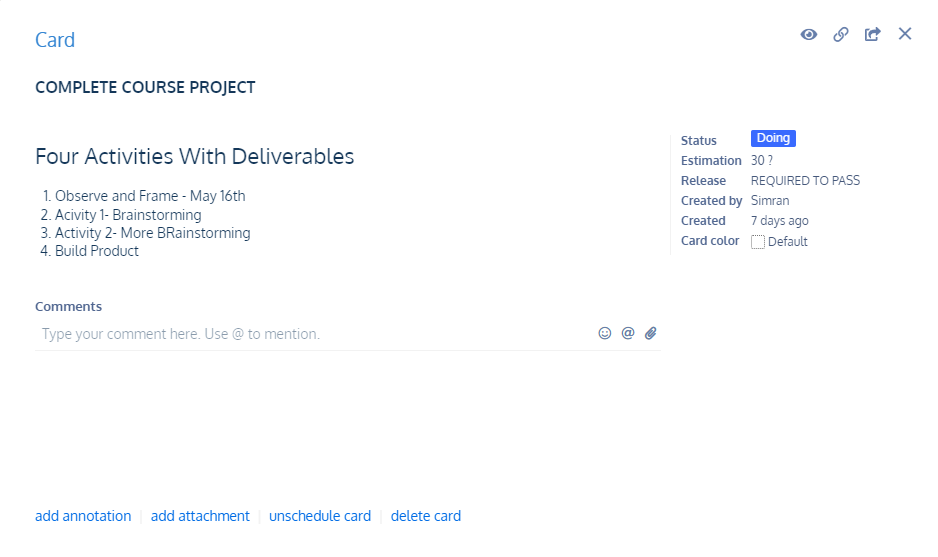 Card
COMPLETE COURSE PROJECT
Four Activities With Deliverables
1. Observe and Frame - May 16th
2. Acivity 1- Brainstorming
3. Activity 2- More BRainstorming
4. Build Product
Status Doing
Estimation 30 ?
Release REQUIRED TO PASS
Created by Simran
Created 7 days ago
Card color Default
Comments
Type your comment here. Use @ to mention.
@
add annotation | add attachment | unschedule card | delete card